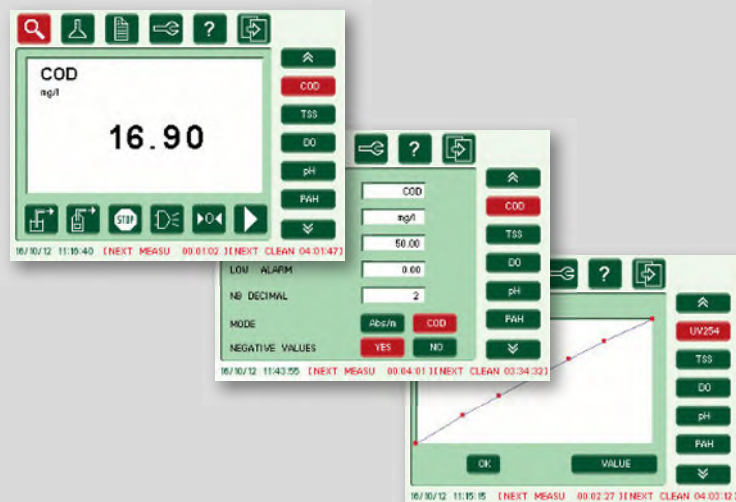 ?
COD
mg/l
16.90
COD
TSS
DO
pH
PAH
STOP
16/10/12 11:16:40 [NEXT MEASU 00:01:02 ][NEXT CLEAN 04:01:47]
?
COD
mg/l
50.00
LOW ALARM 0.00
NB DECIMAL 2
MODE Abs/n COD
NEGATIVE VALUES YES NO
COD
TSS
DO
pH
PAH
16/10/12 11:43:55 [NEXT MEASU 00:04:01 ][NEXT CLEAN 03:34:32]
?
UV254
TSS
DO
pH
PAH
OK VALUE
16/10/12 11:15:15 [NEXT MEASU 00:02:27 ][NEXT CLEAN 04:03:12]